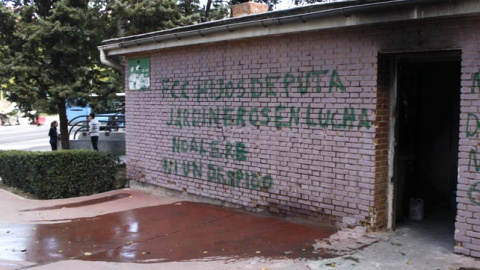 FCC HIJOS DE PUTA
JARDINEROS EN LUCHA
NO AL ERE
NI UN DESPIDO